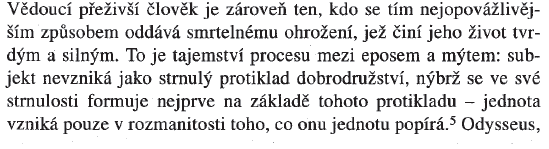 Vědoucí přeživší člověk je zároveň ten, kdo se tím nejopovážlivěj-
ším způsobem oddává smrtelnému ohrožení, jež činí jeho život tvr-
dým a silným. To je tajemství procesu mezi eposem a mýtem: sub-
jekt nevzniká jako strnulý protiklad dobrodružství, nýbrž se ve své
strnulosti formuje nejprve na základě tohoto protikladu – jednota
vzniká pouze v rozmanitosti toho, co onu jednotu popírá.⁵ Odysseus,